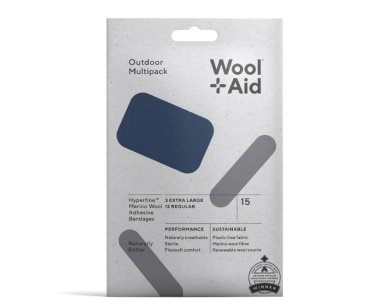 Outdoor
Multipack
Wool
+Aid
Hyperfine™
Merino Wool
Adhesive
Bandages
3 EXTRA LARGE
12 REGULAR
15
PERFORMANCE
Naturally breathable
Sterile
Flexisoft comfort
SUSTAINABLE
Plastic free fabric
Merino wool fibre
Renewable wool source
Naturally
Better
WINNER